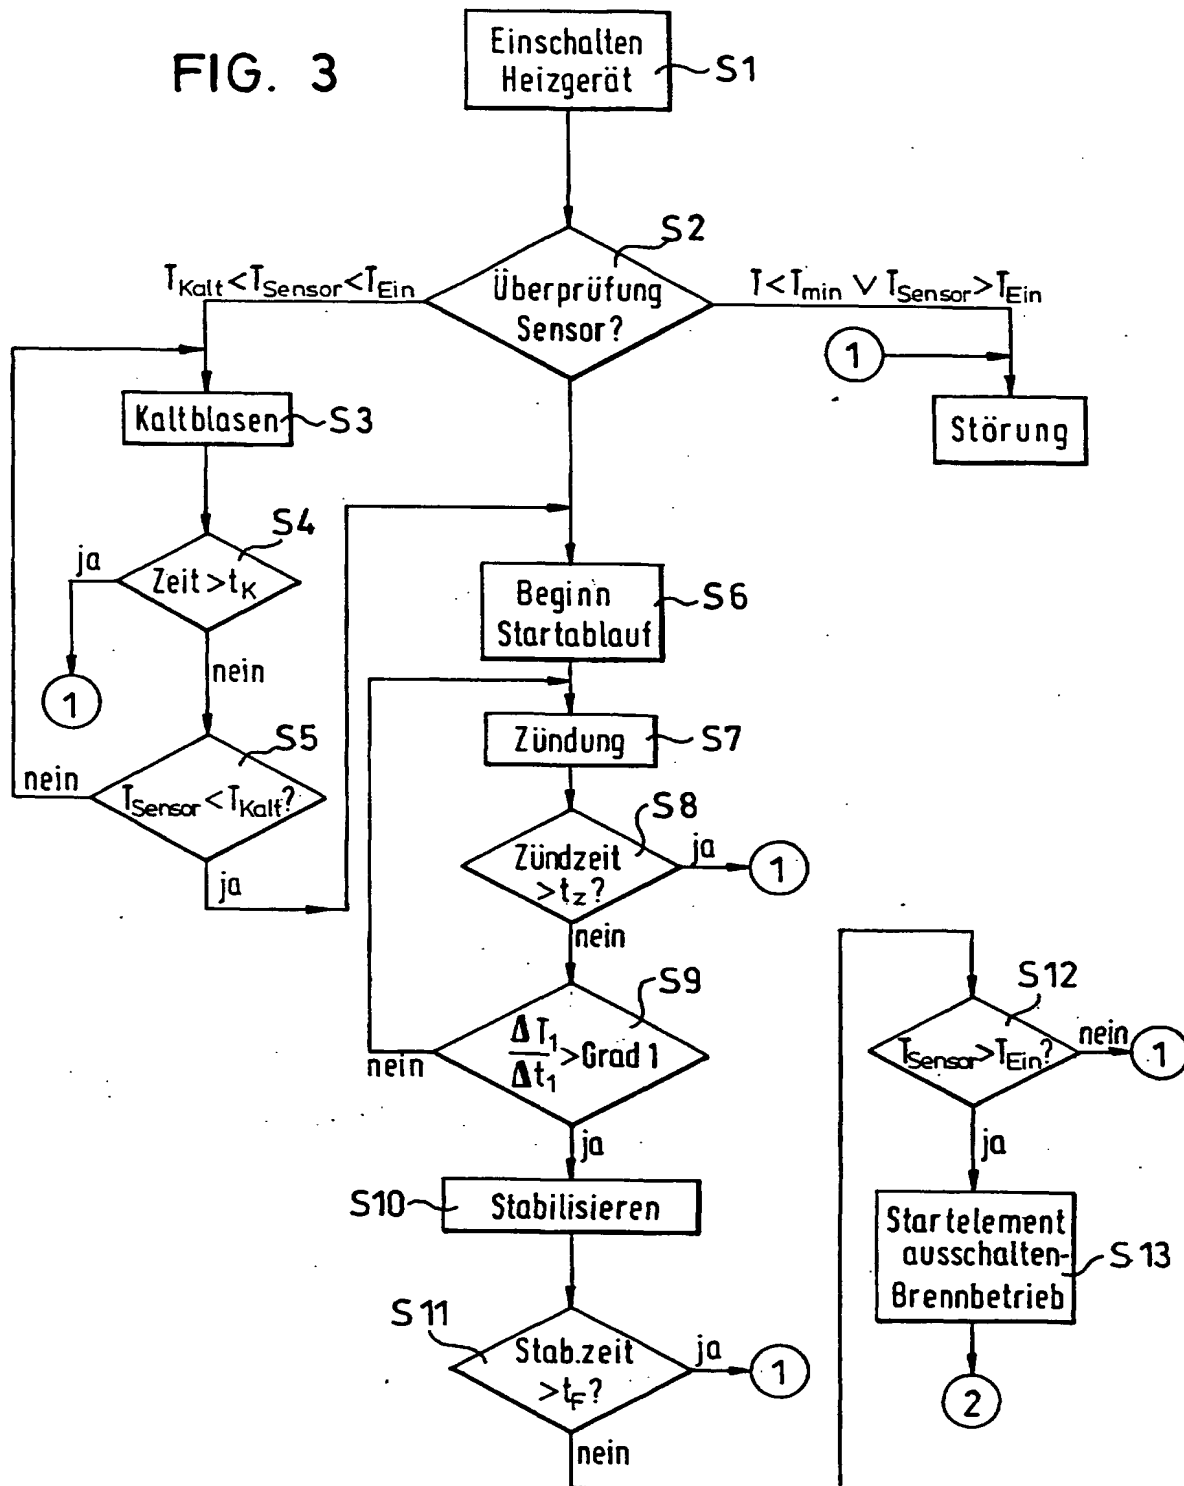 FIG. 3
Einschalten
Heizgerät
S1
S2
T_Kalt < T_Sensor < T_Ein
Überprüfung
Sensor?
T < T_min ∨ T_Sensor > T_Ein
1
Störung
Kaltblasen
S3
S4
ja
Zeit > t_K
1
nein
S5
nein
T_Sensor < T_Kalt?
ja
Beginn
Startablauf
S6
Zündung
S7
S8
Zündzeit
> t_z?
ja
1
nein
S9
ΔT_1
Δt_1
> Grad 1
nein
ja
S10
Stabilisieren
S11
Stab.zeit
> t_F?
ja
1
nein
S12
T_Sensor > T_Ein?
nein
1
ja
Startelement
ausschalten-
Brennbetrieb
S13
2